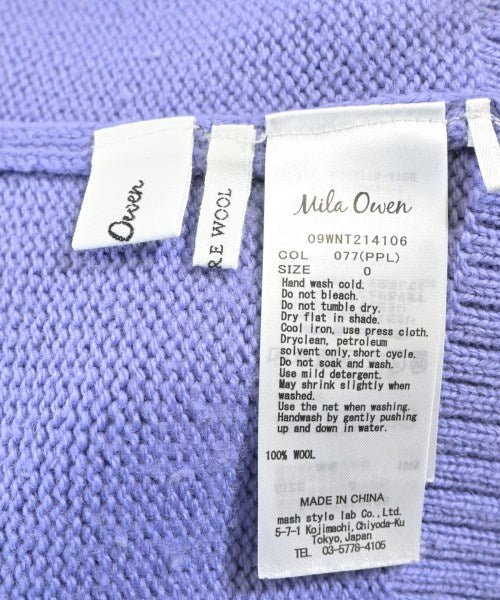 Owen
RE WOOL
Mila Owen
09WNT214106
COL 077(PPL)
SIZE 0
Hand wash cold.
Do not bleach.
Do not tumble dry.
Dry flat in shade.
Cool iron, use press cloth.
Dryclean, petroleum
solvent only,short cycle.
Do not soak and wash.
Use mild detergent.
May shrink slightly when
washed.
Use the net when washing.
Handwash by gently pushing
up and down in water.
100% WOOL
MADE IN CHINA
mash style lab Co.,Ltd.
5-7-1 Kojimachi,Chiyoda-Ku
Tokyo,Japan
TEL 03-5778-4105